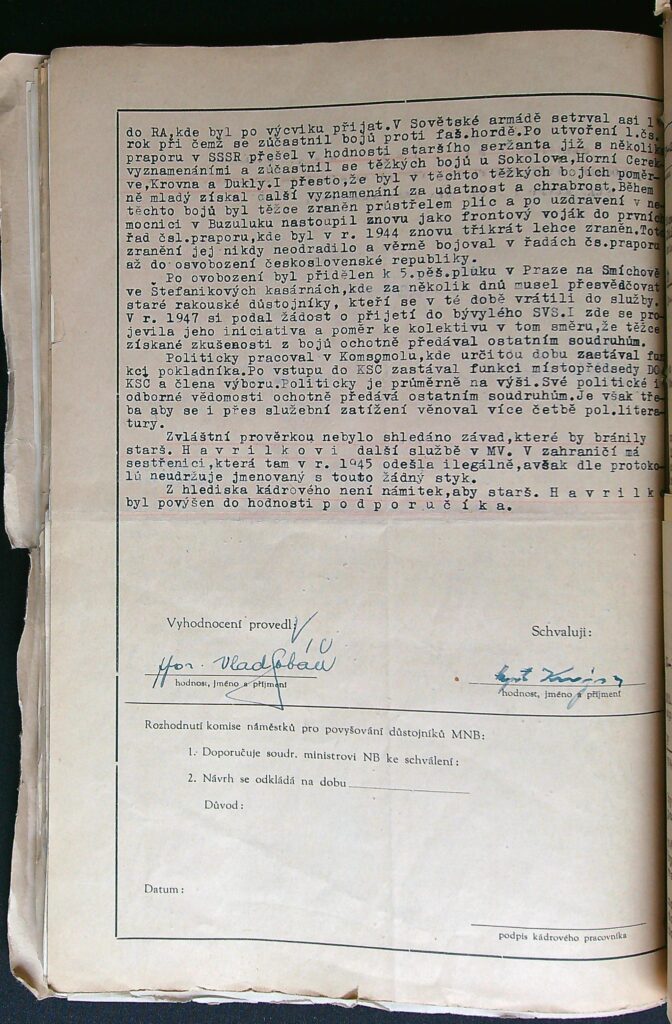 do RA,kde byl po výcviku přijat.V Sovětské armádě setrval asi 1
rok při čemž se zúčastnil bojů proti faš.hordě.Po utvoření 1.čs.
praporu v SSSR přešel v hodnosti staršího seržanta již s několik
vyznamenáními a zúčastnil se těžkých bojů u Sokolova,Horní Cerek-
ve,Krovna a Dukly.I přesto,že byl v těchto těžkých bojích poměr-
ně mladý získal další vyznamenání za udatnost a chrabrost.Během
těchto bojů byl těžce zraněn průstřelem plic a po uzdravení v ne-
mocnici v Buzuluku nastoupil znovu jako frontový voják do prvních
řad čsl.praporu,kde byl v r. 1944 znovu třikrát lehce zraněn.Toto
zranění jej nikdy neodradilo a věrně bojoval v řadách čs.praporu
až do osvobození československé republiky.
Po ovobození byl přidělen k 5.pěš.pluku v Praze na Smíchově
ve Štefanikových kasárnách,kde za několik dnů musel přesvědčovat
staré rakouské důstojníky, kteří se v té době vrátili do služby.
V r. 1947 si podal žádost o přijetí do bývylého SVS.I zde se pro-
jevila jeho iniciativa a poměr ke kolektivu v tom směru,že těžce
získané zkušenosti z bojů ochotně předával ostatním soudruhům.
Politicky pracoval v Komsomolu,kde určitou dobu zastával fun-
kci pokladníka.Po vstupu do KSČ zastával funkci místopředsedy DO
KSČ a člena výboru.Politicky je průměrně na výši.Své politické i
odborné vědomosti ochotně předává ostatním soudruhům.Je však tře-
ba aby se i přes služební zatížení věnoval více četbě pol.litera-
tury.
Zvláštní prověrkou nebylo shledáno závad,které by bránily
starš. H a v r i l k o v i další službě v MV. V zahraničí má
sestřenici,která tam v r. 1945 odešla ilegálně,avšak dle protoko-
lů neudržuje jmenovaný s touto žádný styk.
Z hlediska kádrového není námitek,aby starš. H a v r i l k
byl povýšen do hodnosti p o d p o r u č í k a.
Vyhodnocení provedl:
Schvaluji:
hodnost, jméno a příjmení
hodnost, jméno a příjmení
Rozhodnutí komise náměstků pro povyšování důstojníků MNB:
1. Doporučuje soudr. ministrovi NB ke schválení:
2. Návrh se odkládá na dobu
Důvod:
Datum:
podpis kádrového pracovníka